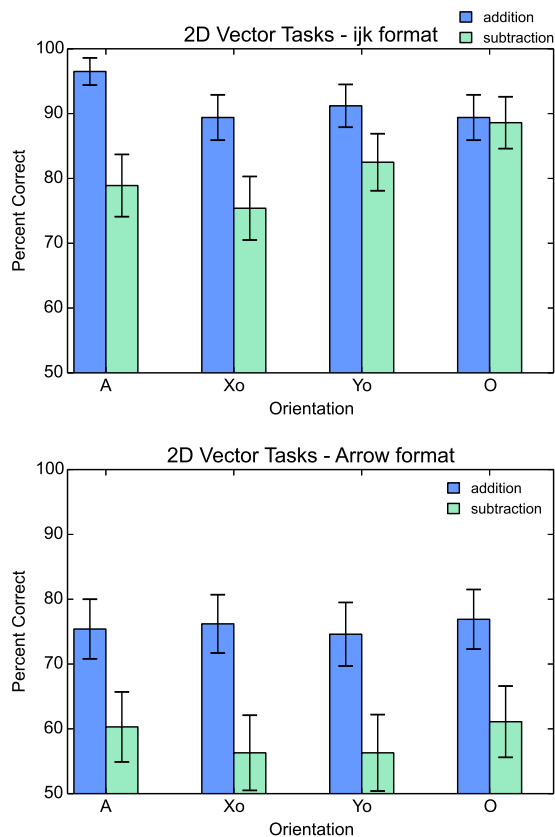 addition
2D Vector Tasks - ijk format
subtraction
100
90
80
70
60
50
Percent Correct
A Xo Yo O
Orientation
2D Vector Tasks - Arrow format
100
addition
subtraction
90
80
70
60
50
Percent Correct
A Xo Yo O
Orientation